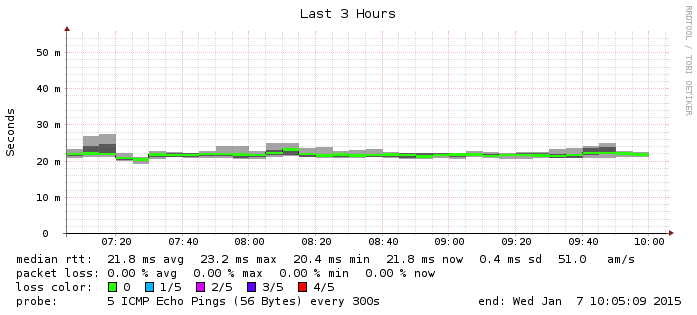 Last 3 Hours
RRDTOOL / TOBI OETIKER
Seconds
50 m
40 m
30 m
20 m
10 m
0
07:20 07:40 08:00 08:20 08:40 09:00 09:20 09:40 10:00
median rtt: 21.8 ms avg 23.2 ms max 20.4 ms min 21.8 ms now 0.4 ms sd 51.0 am/s
packet loss: 0.00 % avg 0.00 % max 0.00 % min 0.00 % now
loss color: 0 1/5 2/5 3/5 4/5
probe: 5 ICMP Echo Pings (56 Bytes) every 300s end: Wed Jan 7 10:05:09 2015